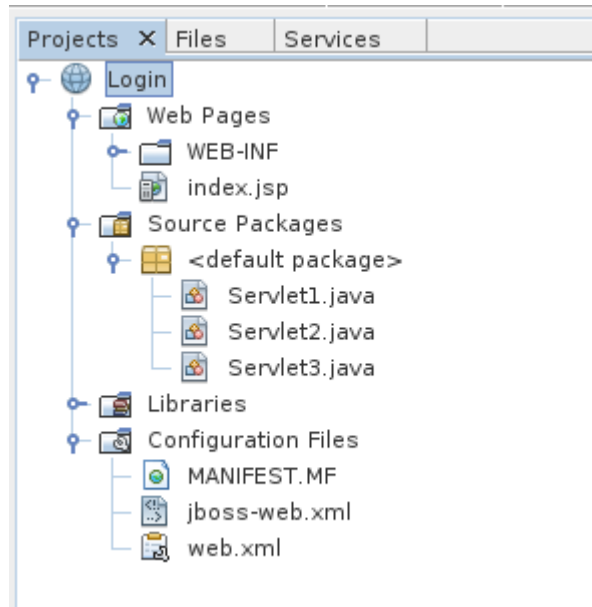 Projects Files Services
Login
Web Pages
WEB-INF
index.jsp
Source Packages
<default package>
Servlet1.java
Servlet2.java
Servlet3.java
Libraries
Configuration Files
MANIFEST.MF
jboss-web.xml
web.xml